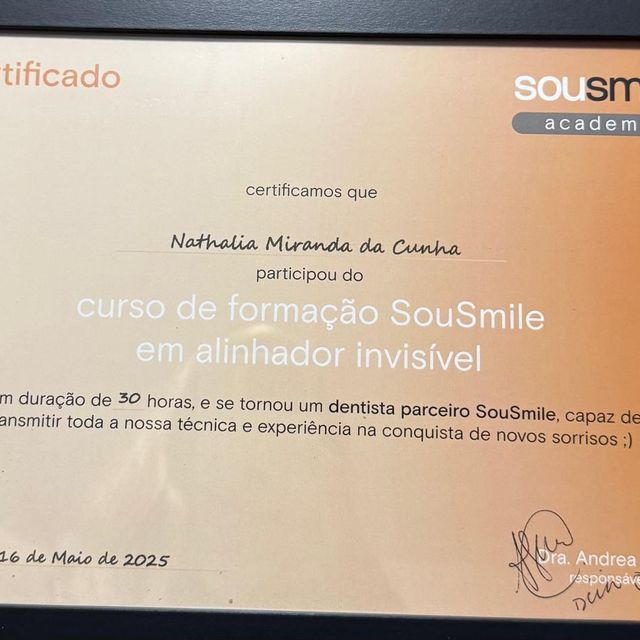 rtificado
sousm
academ
certificamos que
Nathalia Miranda da Cunha
participou do
curso de formação SouSmile
em alinhador invisível
m duração de 30 horas, e se tornou um dentista parceiro SouSmile, capaz de
ansmitir toda a nossa técnica e experiência na conquista de novos sorrisos ;)
16 de Maio de 2025
Dra. Andrea
responsáve